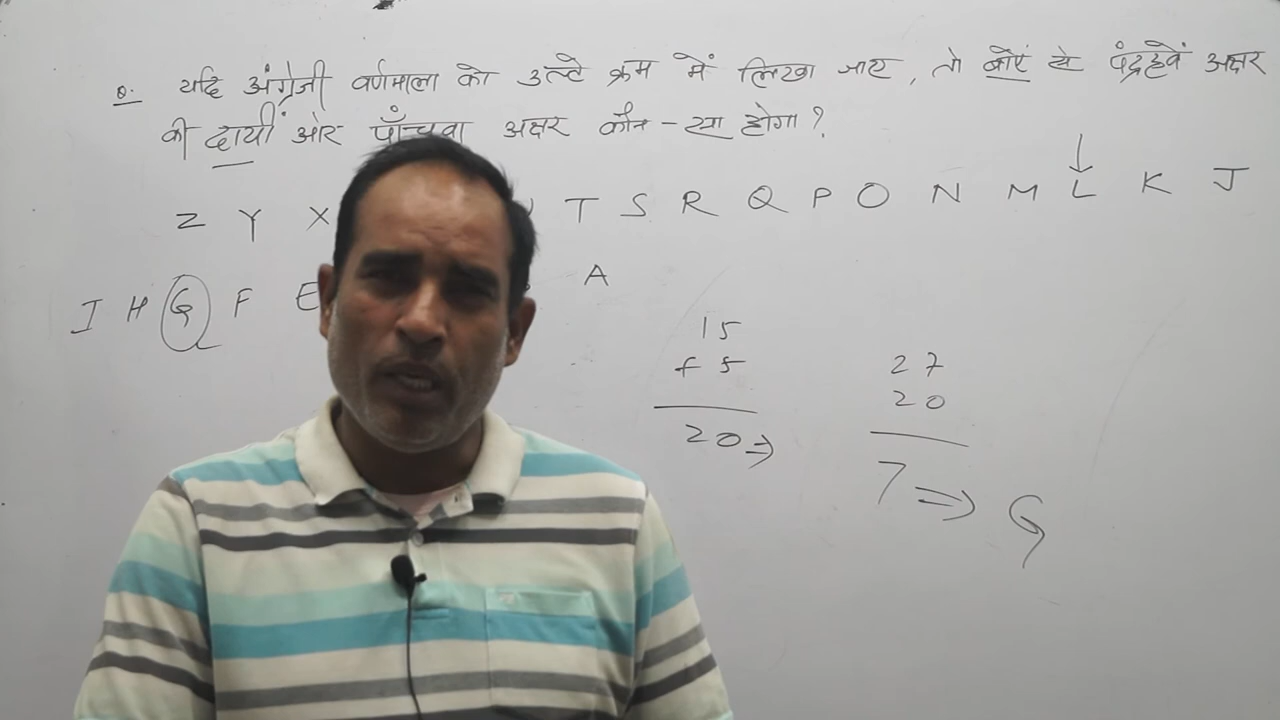 Q. यदि अंग्रेजी वर्णमाला को उल्टे क्रम में लिखा जाए, तो बाएं से पंद्रहवें अक्षर
की दायीं ओर पाँचवा अक्षर कौन-सा होगा?
Z Y X T S R Q P O N M L K J
I H G F E A
15
+5
20 ⇒
27
20
7 ⇒ G